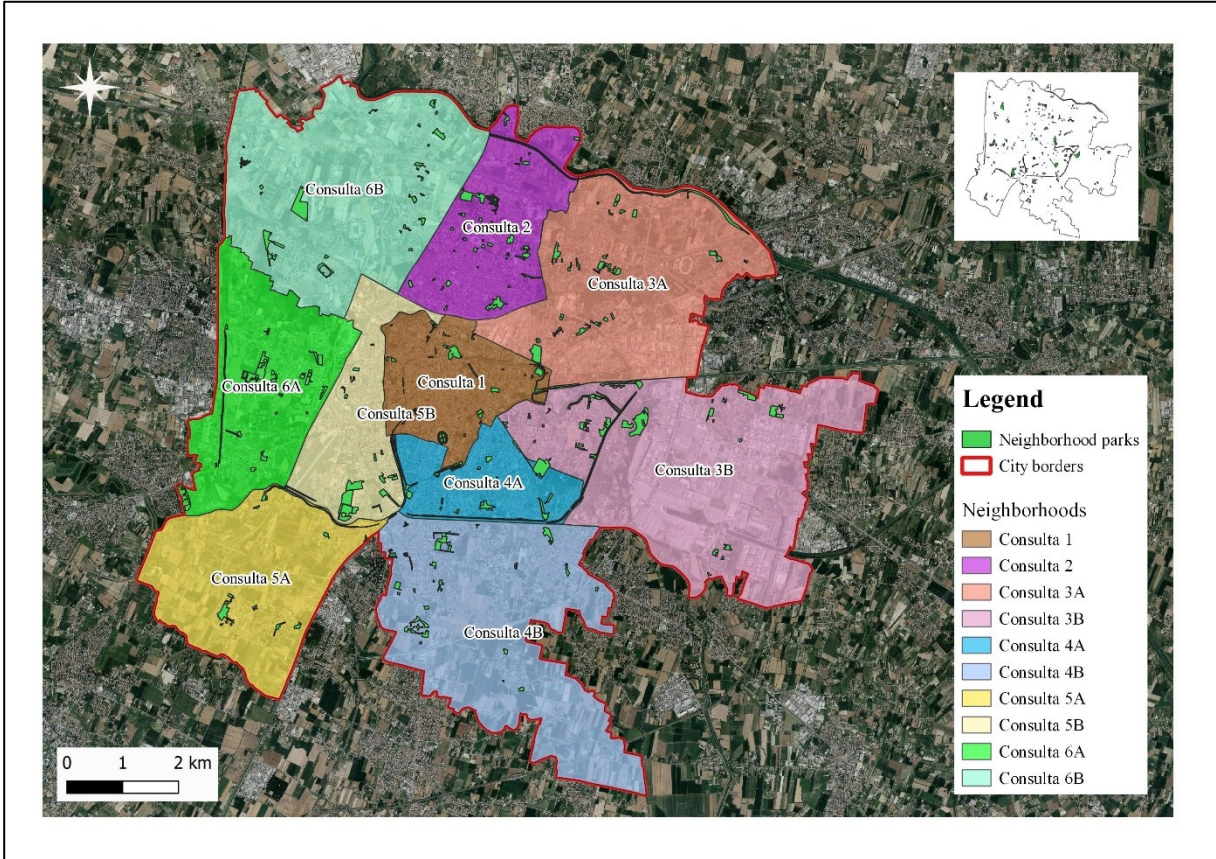 Consulta 6B
Consulta 2
Consulta 3A
Consulta 6A
Consulta 1
Consulta 5B
Consulta 4A
Consulta 3B
Consulta 5A
Consulta 4B
0 1 2 km
Legend
Neighborhood parks
City borders
Neighborhoods
Consulta 1
Consulta 2
Consulta 3A
Consulta 3B
Consulta 4A
Consulta 4B
Consulta 5A
Consulta 5B
Consulta 6A
Consulta 6B